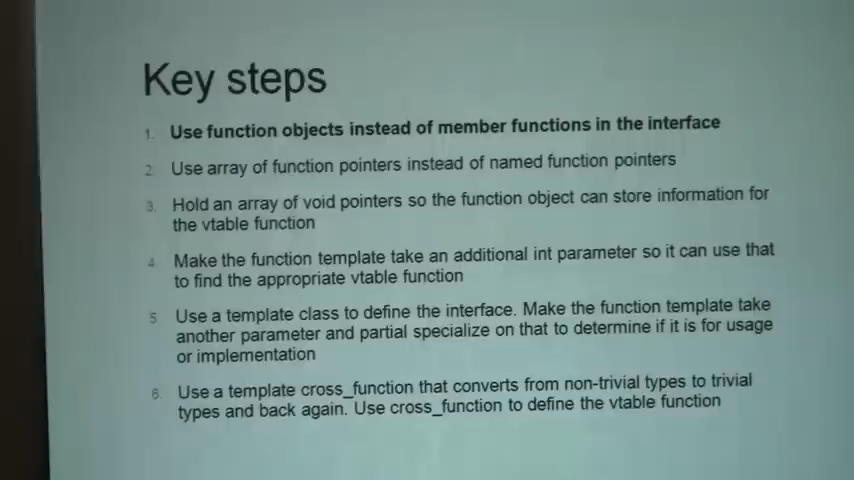 Key steps
1. Use function objects instead of member functions in the interface
2. Use array of function pointers instead of named function pointers
3. Hold an array of void pointers so the function object can store information for
the vtable function
4. Make the function template take an additional int parameter so it can use that
to find the appropriate vtable function
5. Use a template class to define the interface. Make the function template take
another parameter and partial specialize on that to determine if it is for usage
or implementation
6. Use a template cross_function that converts from non-trivial types to trivial
types and back again. Use cross_function to define the vtable function